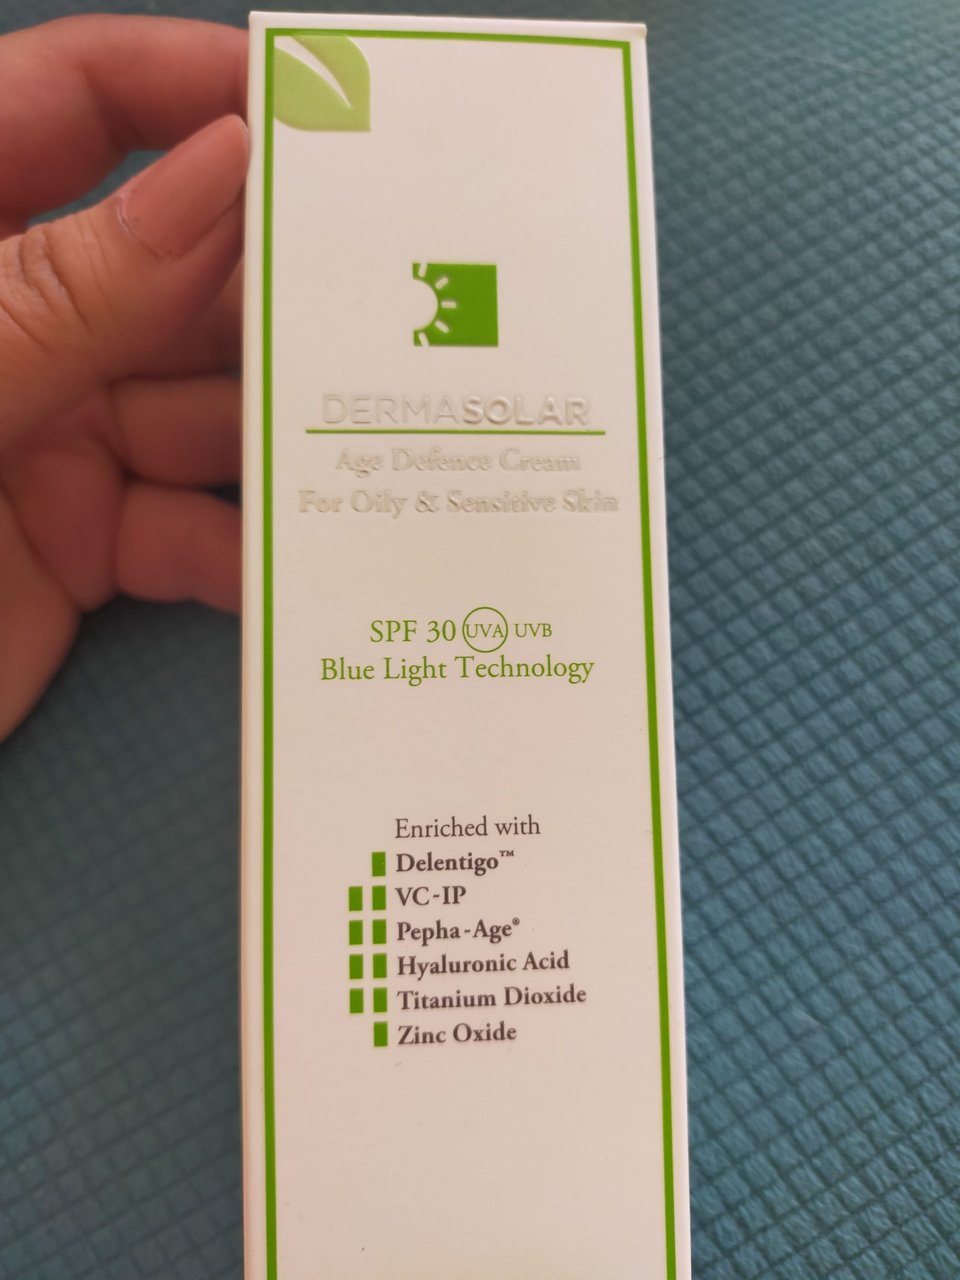 DERMASOLAR
Age Defence Cream
For Oily & Sensitive Skin
SPF 30 UVA UVB
Blue Light Technology
Enriched with
Delentigo™
VC-IP
Pepha-Age®
Hyaluronic Acid
Titanium Dioxide
Zinc Oxide